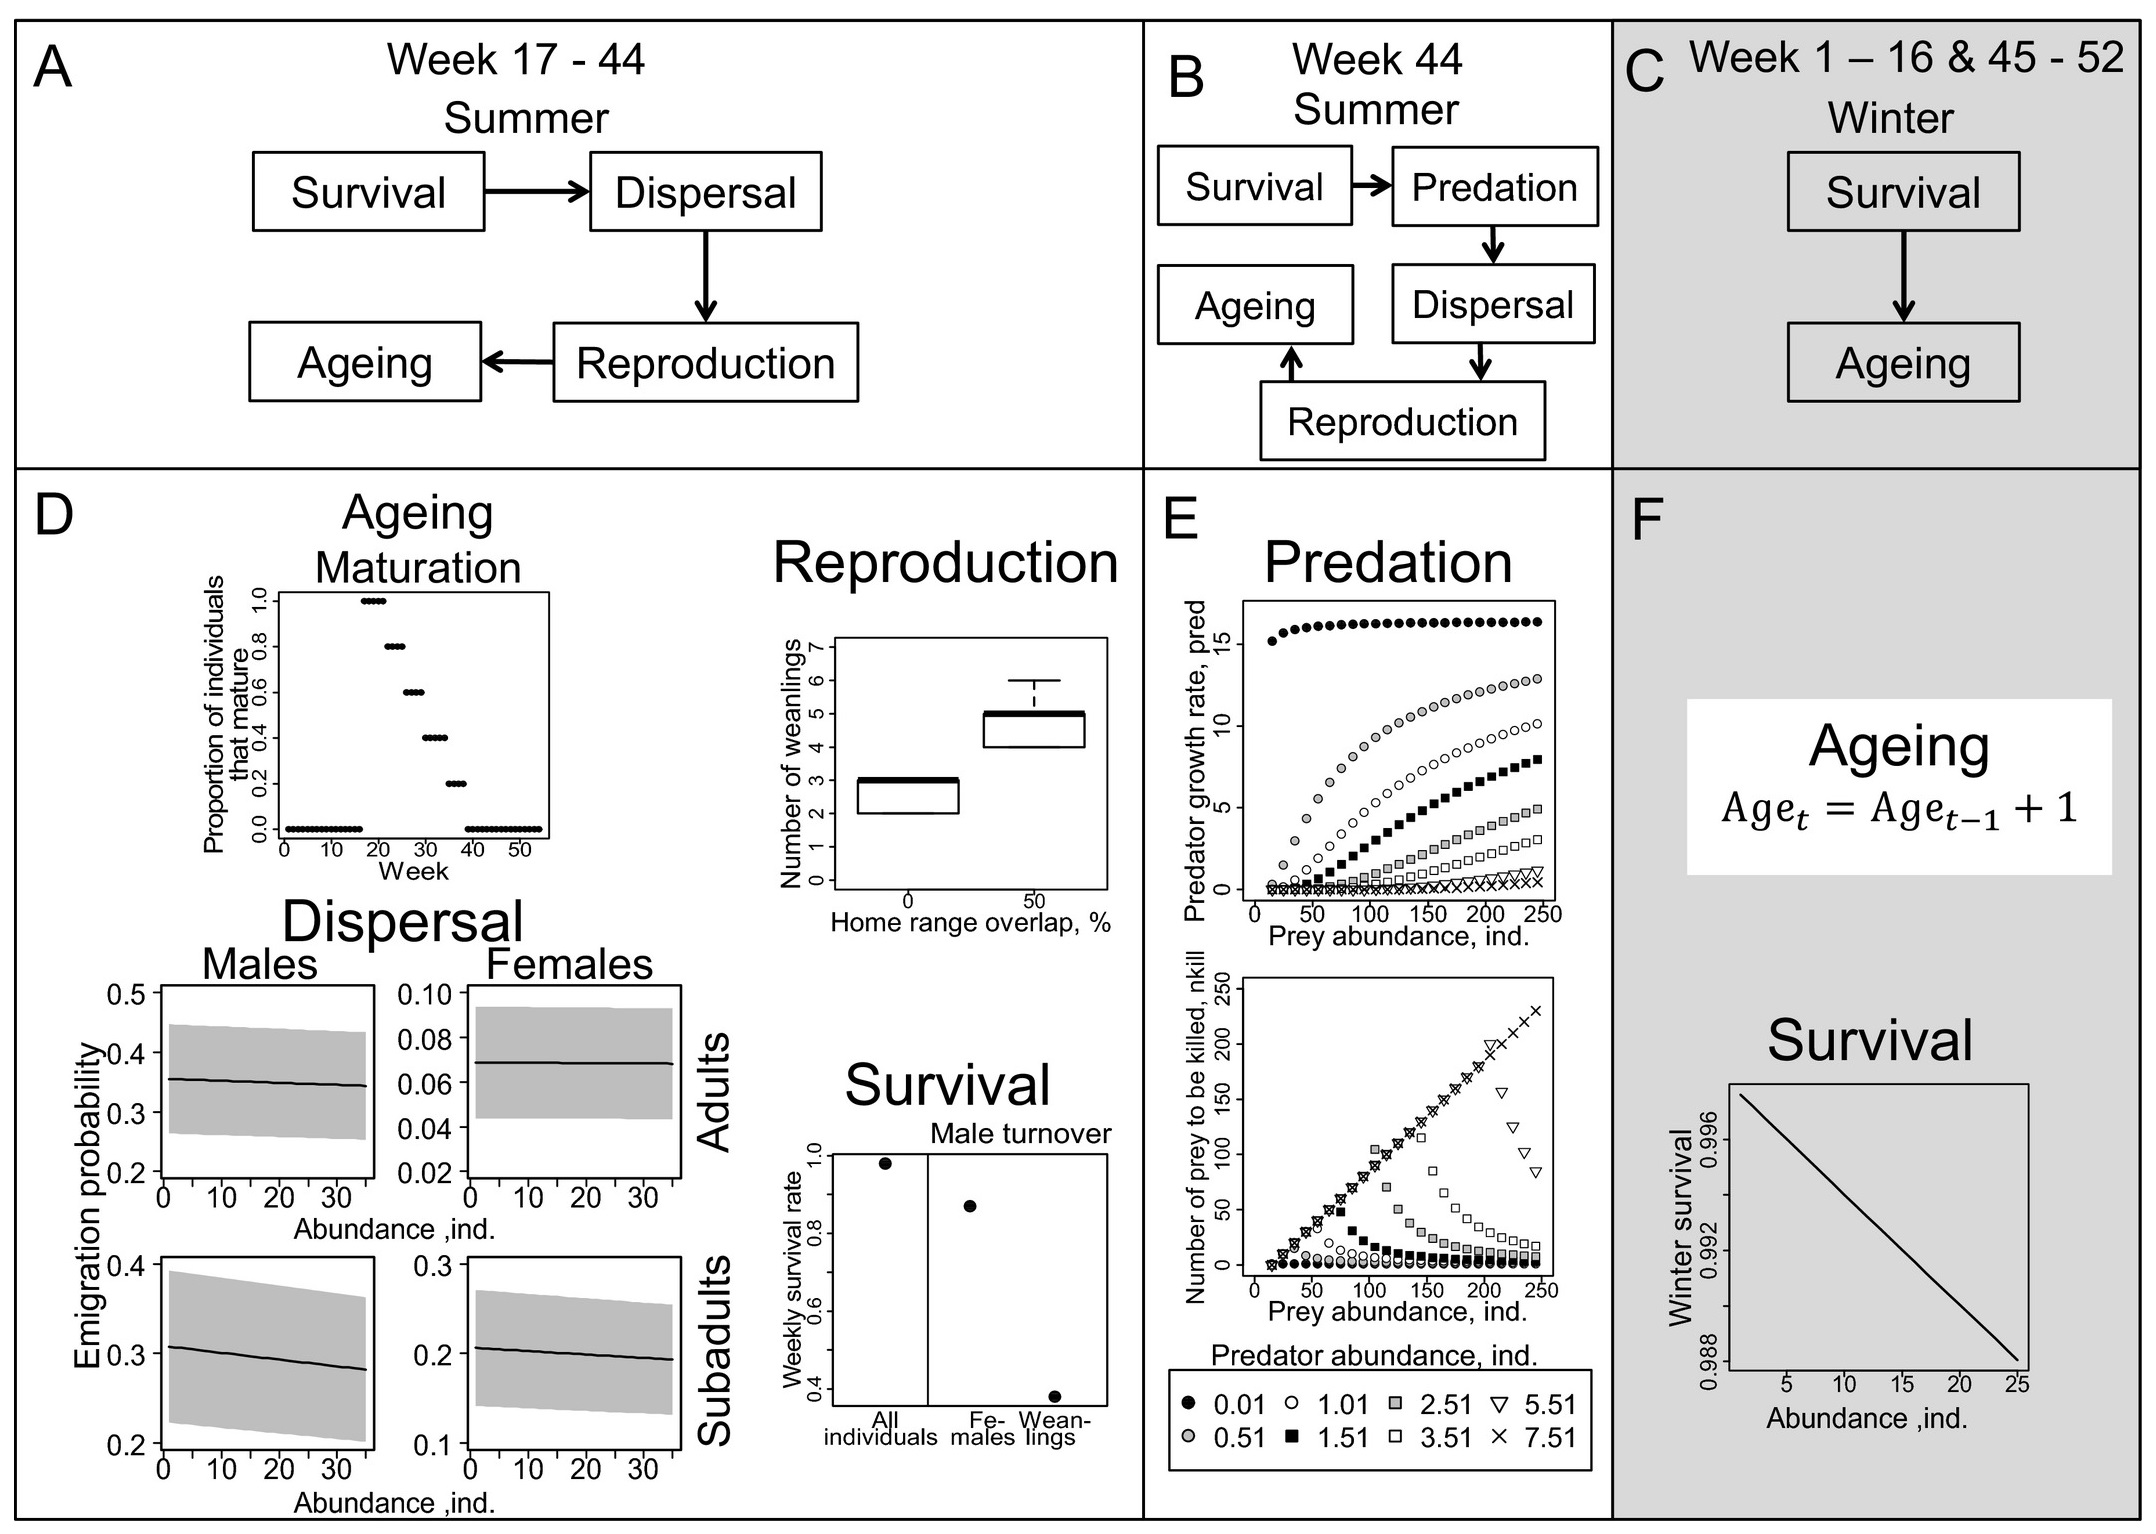 A
Week 17 - 44
Summer
Survival
Dispersal
Ageing
Reproduction
B
Week 44
Summer
Survival
Predation
Ageing
Dispersal
Reproduction
C
Week 1 – 16 & 45 - 52
Winter
Survival
Ageing
D
Ageing
Maturation
Proportion of individuals
that mature
0.0 0.2 0.4 0.6 0.8 1.0
0 10 20 30 40 50
Week
Reproduction
Number of weanlings
0 1 2 3 4 5 6 7
0 50
Home range overlap, %
Dispersal
Males
Females
Emigration probability
0.5
0.4
0.3
0.2
0 10 20 30
0.10
0.08
0.06
0.04
0.02
0 10 20 30
Adults
Abundance ,ind.
0.4
0.3
0.2
0 10 20 30
0.3
0.2
0.1
0 10 20 30
Subadults
Abundance ,ind.
Survival
Male turnover
Weekly survival rate
0.4 0.6 0.8 1.0
All
individuals
Fe-
males
Wean-
lings
E
Predation
Predator growth rate, pred
0 5 10 15
0 50 100 150 200 250
Prey abundance, ind.
Number of prey to be killed, nkill
0 50 100 150 200 250
0 50 100 150 200 250
Prey abundance, ind.
Predator abundance, ind.
0.01 1.01 2.51 5.51
0.51 1.51 3.51 7.51
F
Ageing
Age_t = Age_{t−1} + 1
Survival
Winter survival
0.988 0.992 0.996
5 10 15 20 25
Abundance ,ind.